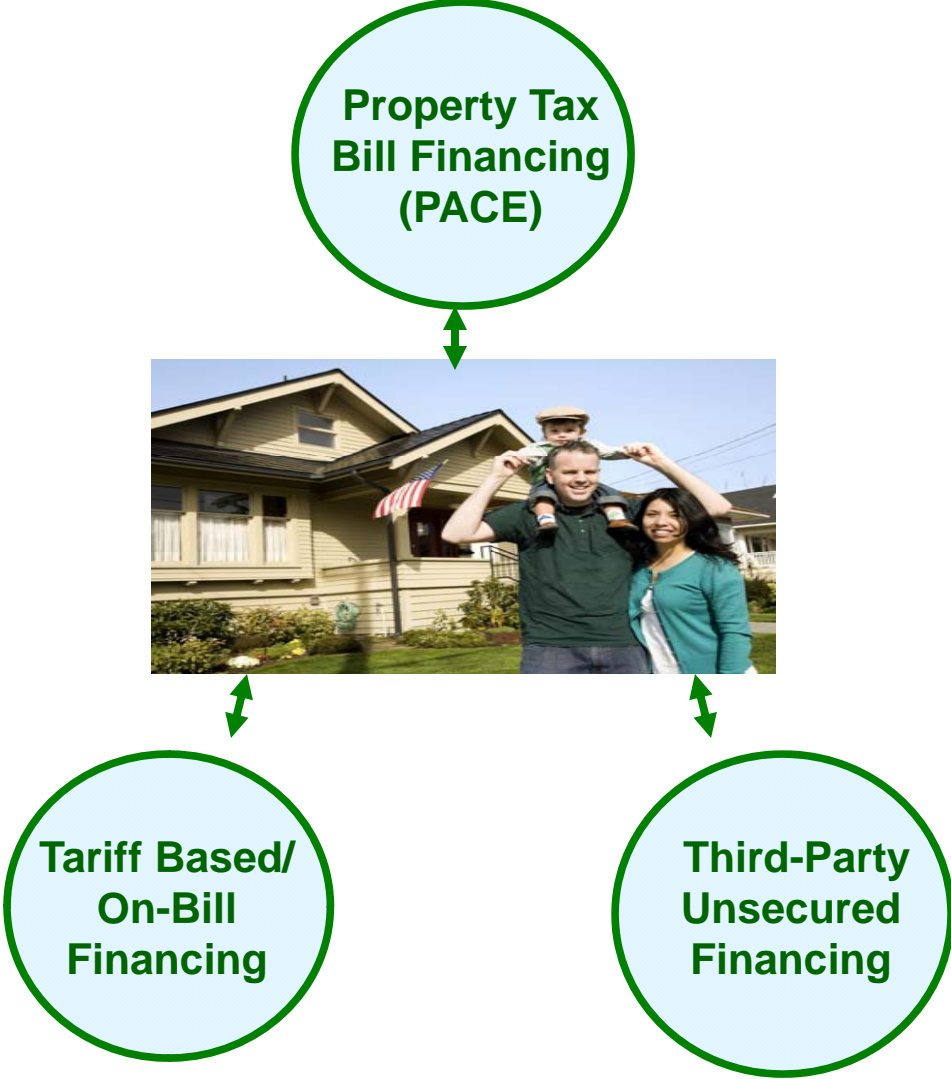 Property Tax
Bill Financing
(PACE)
Tariff Based/
On-Bill
Financing
Third-Party
Unsecured
Financing